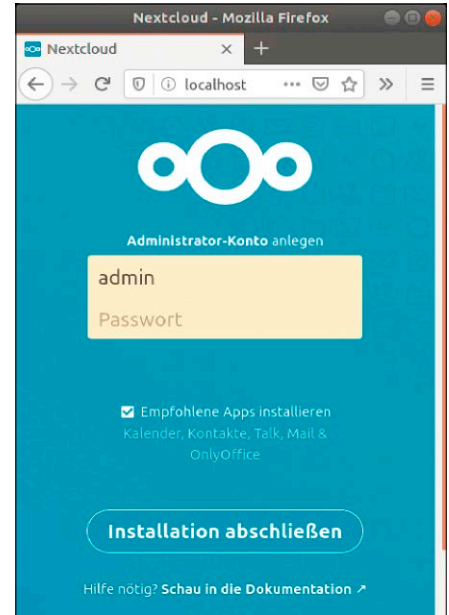 Nextcloud - Mozilla Firefox
Nextcloud
localhost
Administrator-Konto anlegen
admin
Passwort
Empfohlene Apps installieren
Kalender, Kontakte, Talk, Mail &
OnlyOffice
Installation abschließen
Hilfe nötig? Schau in die Dokumentation ↗